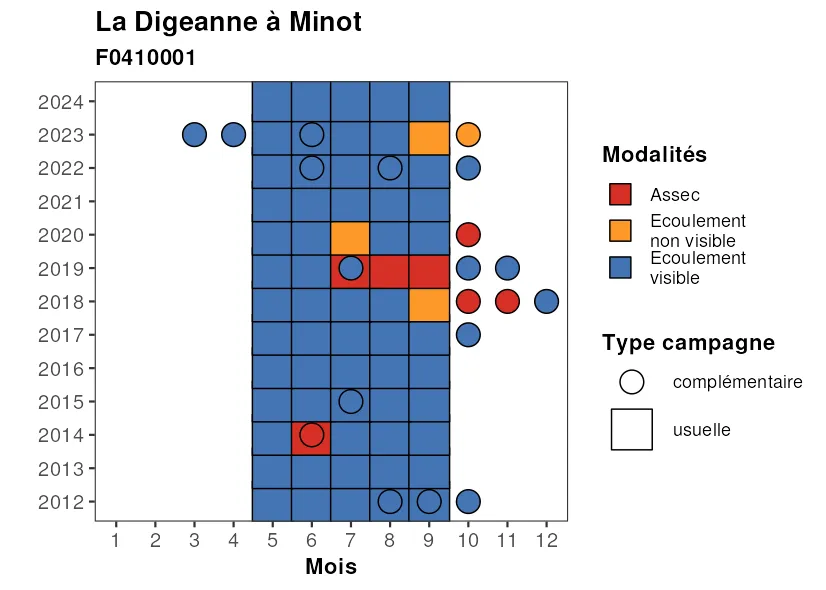 La Digeanne à Minot
F0410001
2024
2023
2022
2021
2020
2019
2018
2017
2016
2015
2014
2013
2012
1 2 3 4 5 6 7 8 9 10 11 12
Mois
Modalités
Assec
Ecoulement
non visible
Ecoulement
visible
Type campagne
complémentaire
usuelle